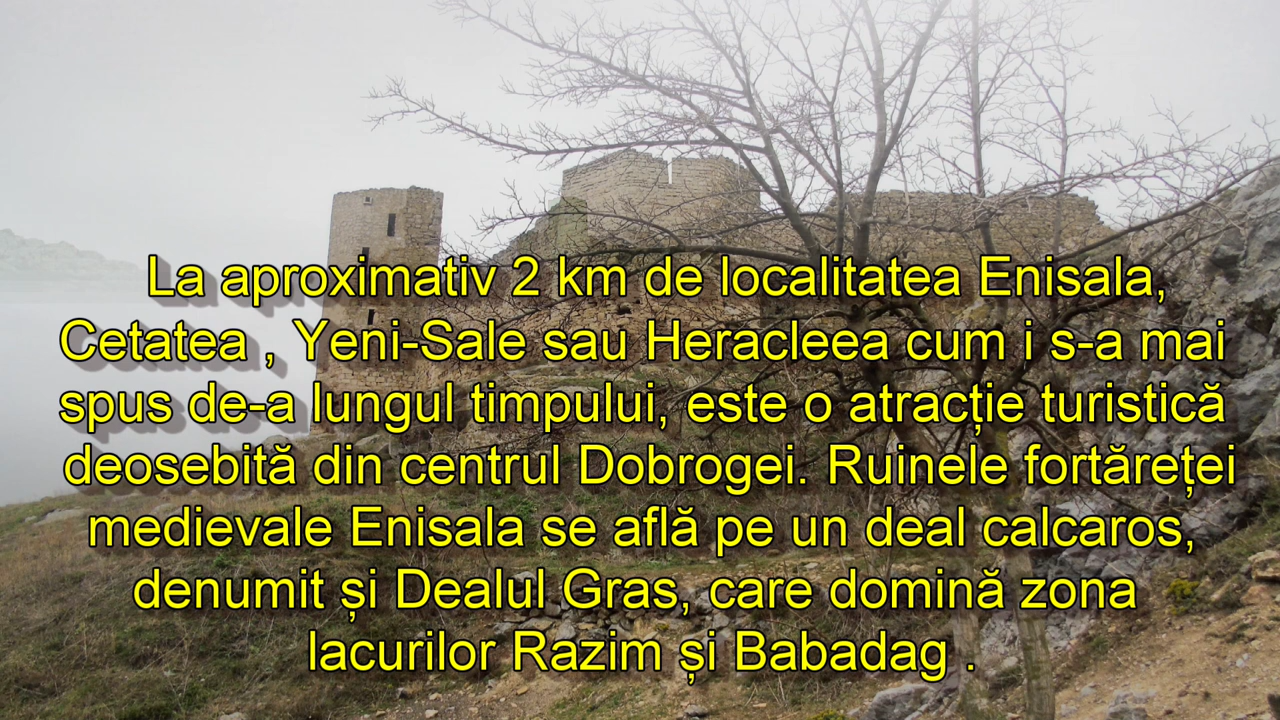 La aproximativ 2 km de localitatea Enisala,
Cetatea , Yeni-Sale sau Heracleea cum i s-a mai
spus de-a lungul timpului, este o atracție turistică
deosebită din centrul Dobrogei. Ruinele fortăreței
medievale Enisala se află pe un deal calcaros,
denumit și Dealul Gras, care domină zona
lacurilor Razim și Babadag .